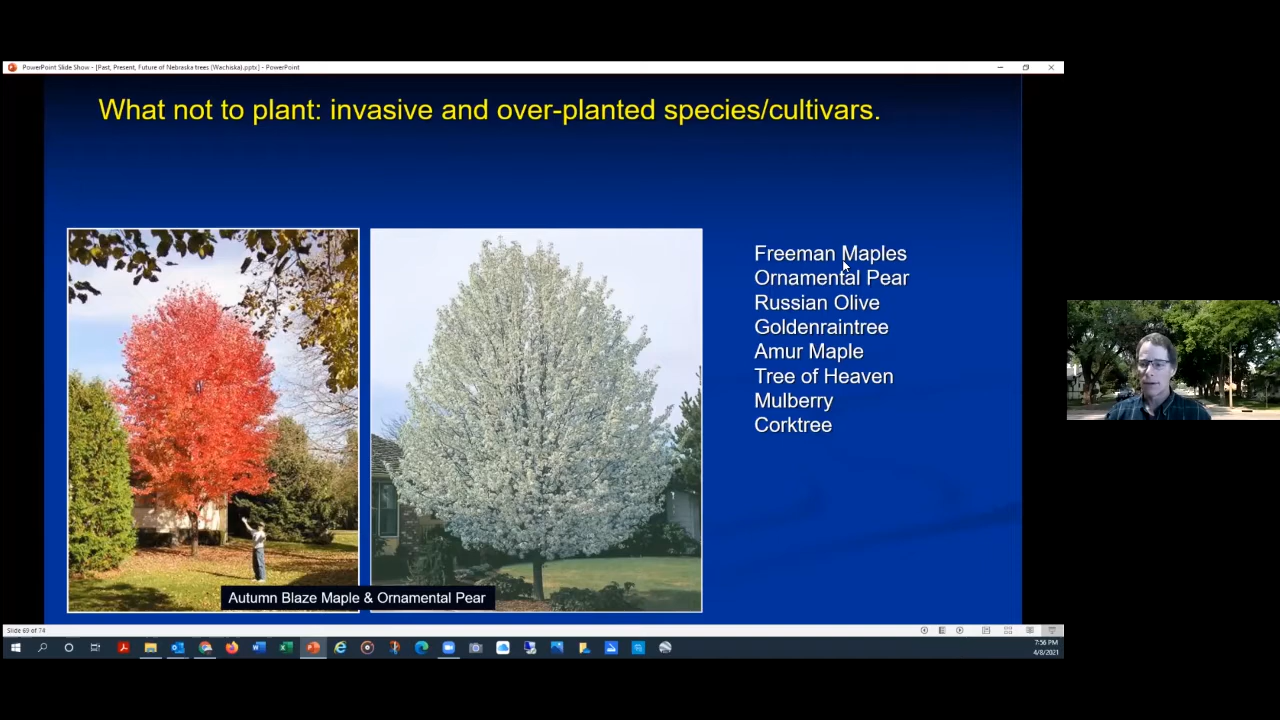 PowerPoint Slide Show - [Past, Present, Future of Nebraska trees (Wachiska).pptx] - PowerPoint
What not to plant: invasive and over-planted species/cultivars.
Freeman Maples
Ornamental Pear
Russian Olive
Goldenraintree
Amur Maple
Tree of Heaven
Mulberry
Corktree
Autumn Blaze Maple & Ornamental Pear
Slide 69 of 74
7:56 PM
4/8/2021